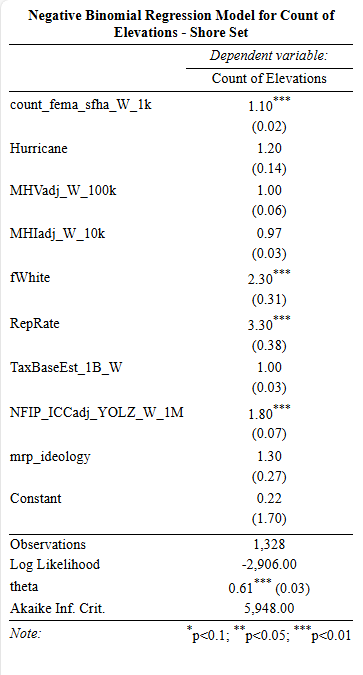 Negative Binomial Regression Model for Count of
Elevations - Shore Set
Dependent variable:
Count of Elevations
count_fema_sfha_W_1k 1.10***
(0.02)
Hurricane 1.20
(0.14)
MHVadj_W_100k 1.00
(0.06)
MHIadj_W_10k 0.97
(0.03)
fWhite 2.30***
(0.31)
RepRate 3.30***
(0.38)
TaxBaseEst_1B_W 1.00
(0.03)
NFIP_ICCadj_YOLZ_W_1M 1.80***
(0.07)
mrp_ideology 1.30
(0.27)
Constant 0.22
(1.70)
Observations 1,328
Log Likelihood -2,906.00
theta 0.61*** (0.03)
Akaike Inf. Crit. 5,948.00
Note: *p<0.1; **p<0.05; ***p<0.01